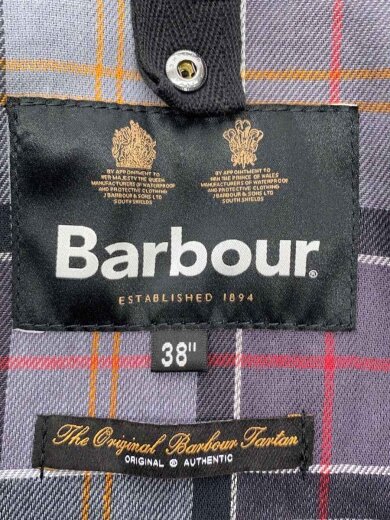 BY APPOINTMENT TO
HER MAJESTY THE QUEEN
MANUFACTURERS OF WATERPROOF
AND PROTECTIVE CLOTHING
J BARBOUR & SONS LTD
SOUTH SHIELDS
BY APPOINTMENT TO
HRH THE PRINCE OF WALES
MANUFACTURERS OF WATERPROOF
AND PROTECTIVE CLOTHING
J BARBOUR & SONS LTD
SOUTH SHIELDS
Barbour®
ESTABLISHED 1894
38"
The Original Barbour Tartan
ORIGINAL ® AUTHENTIC